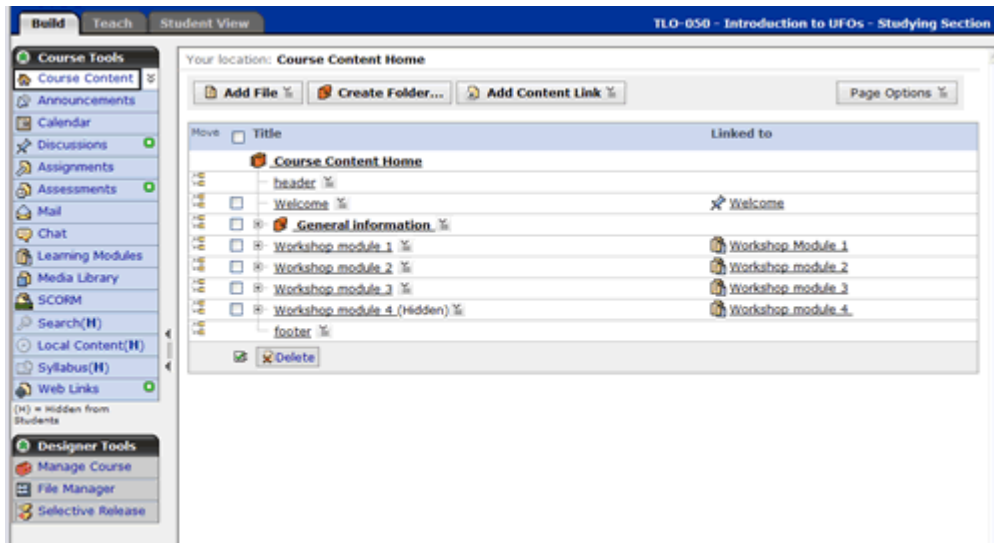 Build Teach Student View TLO-050 - Introduction to UFOs - Studying Section
Course Tools
Course Content
Announcements
Calendar
Discussions
Assignments
Assessments
Mail
Chat
Learning Modules
Media Library
SCORM
Search(H)
Local Content(H)
Syllabus(H)
Web Links
(H) = Hidden from
Students
Designer Tools
Manage Course
File Manager
Selective Release
Your location: Course Content Home
Add File Create Folder... Add Content Link Page Options
Move Title Linked to
Course Content Home
header
Welcome Welcome
General information
Workshop module 1 Workshop Module 1
Workshop module 2 Workshop module 2
Workshop module 3 Workshop module 3
Workshop module 4 (Hidden) Workshop module 4
footer
Delete